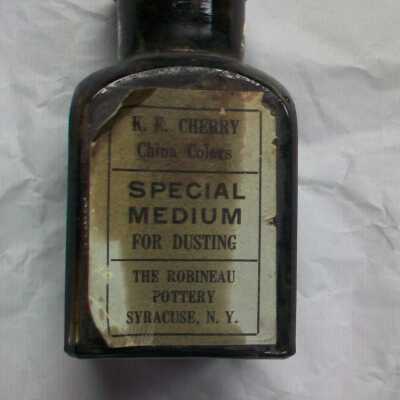 K. E. CHERRY
China Colors
SPECIAL
MEDIUM
FOR DUSTING
THE ROBINEAU
POTTERY
SYRACUSE, N. Y.